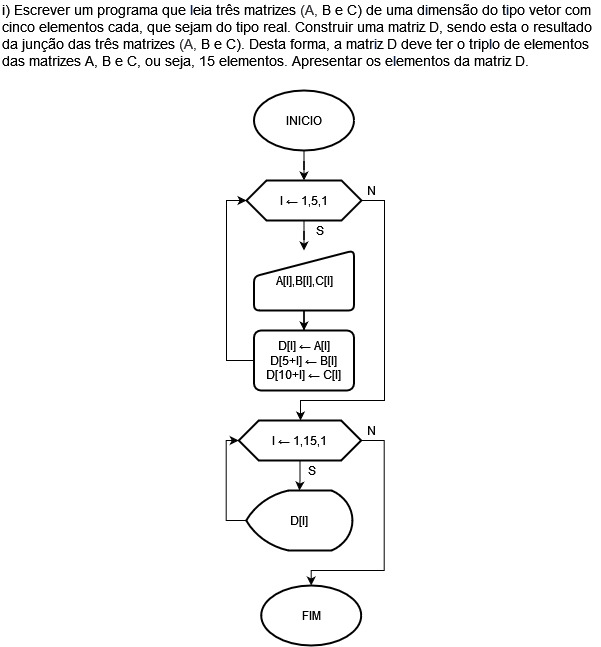 i) Escrever um programa que leia três matrizes (A, B e C) de uma dimensão do tipo vetor com
cinco elementos cada, que sejam do tipo real. Construir uma matriz D, sendo esta o resultado
da junção das três matrizes (A, B e C). Desta forma, a matriz D deve ter o triplo de elementos
das matrizes A, B e C, ou seja, 15 elementos. Apresentar os elementos da matriz D.
INICIO
I ← 1,5,1
N
S
A[I],B[I],C[I]
D[I] ← A[I]
D[5+I] ← B[I]
D[10+I] ← C[I]
I ← 1,15,1
N
S
D[I]
FIM